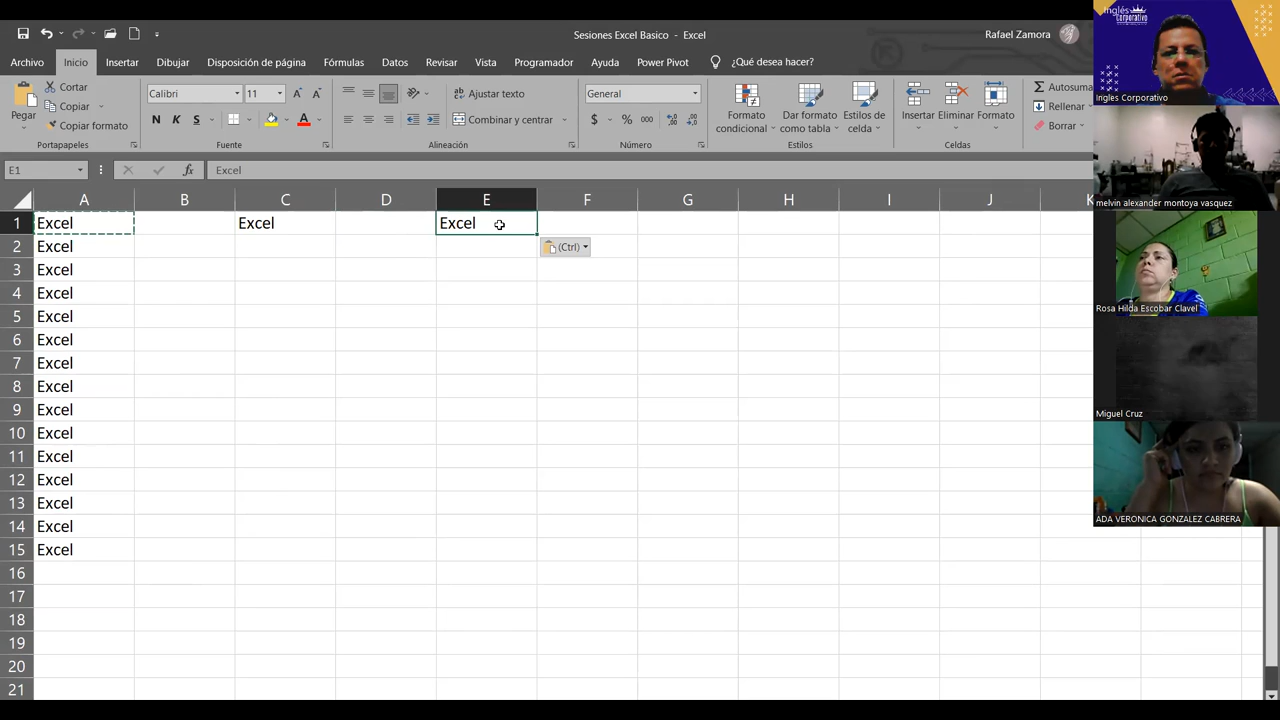 Sesiones Excel Basico - Excel
Rafael Zamora
Archivo Inicio Insertar Dibujar Disposición de página Fórmulas Datos Revisar Vista Programador Ayuda Power Pivot ¿Qué desea hacer?
Pegar
Cortar
Copiar
Copiar formato
Portapapeles
Calibri 11
N K S
Fuente
Ajustar texto
Combinar y centrar
Alineación
General
$ % 000
Número
Formato condicional
Dar formato como tabla
Estilos de celda
Estilos
Insertar
Eliminar
Formato
Celdas
Autosuma
Rellenar
Borrar
E1 fx Excel
A B C D E F G H I J K
1 Excel Excel Excel
2 Excel (Ctrl)
3 Excel
4 Excel
5 Excel
6 Excel
7 Excel
8 Excel
9 Excel
10 Excel
11 Excel
12 Excel
13 Excel
14 Excel
15 Excel
16
17
18
19
20
21
Inglés
Corporativo
Ingles Corporativo
melvin alexander montoya vasquez
Rosa Hilda Escobar Clavel
Miguel Cruz
ADA VERONICA GONZALEZ CABRERA